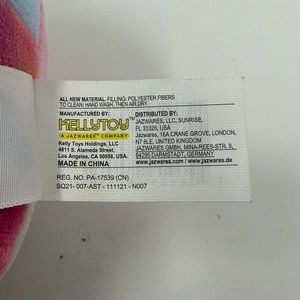 ALL NEW MATERIAL. FILLING: POLYESTER FIBERS
TO CLEAN: HAND WASH, THEN AIR DRY.
MANUFACTURED BY:
KELLYTOY
A JAZWARES™ COMPANY
Kelly Toys Holdings, LLC
4811 S. Alameda Street,
Los Angeles, CA 90058, USA.
MADE IN CHINA
DISTRIBUTED BY:
JAZWARES, LLC, SUNRISE,
FL 33326, USA
Jazwares, 16A CRANE GROVE, LONDON,
N7 8LE, UNITED KINGDOM
JAZWARES GMBH, MINA-REES-STR. 8,
64295 DARMSTADT, GERMANY.
www.jazwares.com / www.jazwares.de
REG. NO. PA-17539 (CN)
SQ21- 007-AST - 111121 - N007